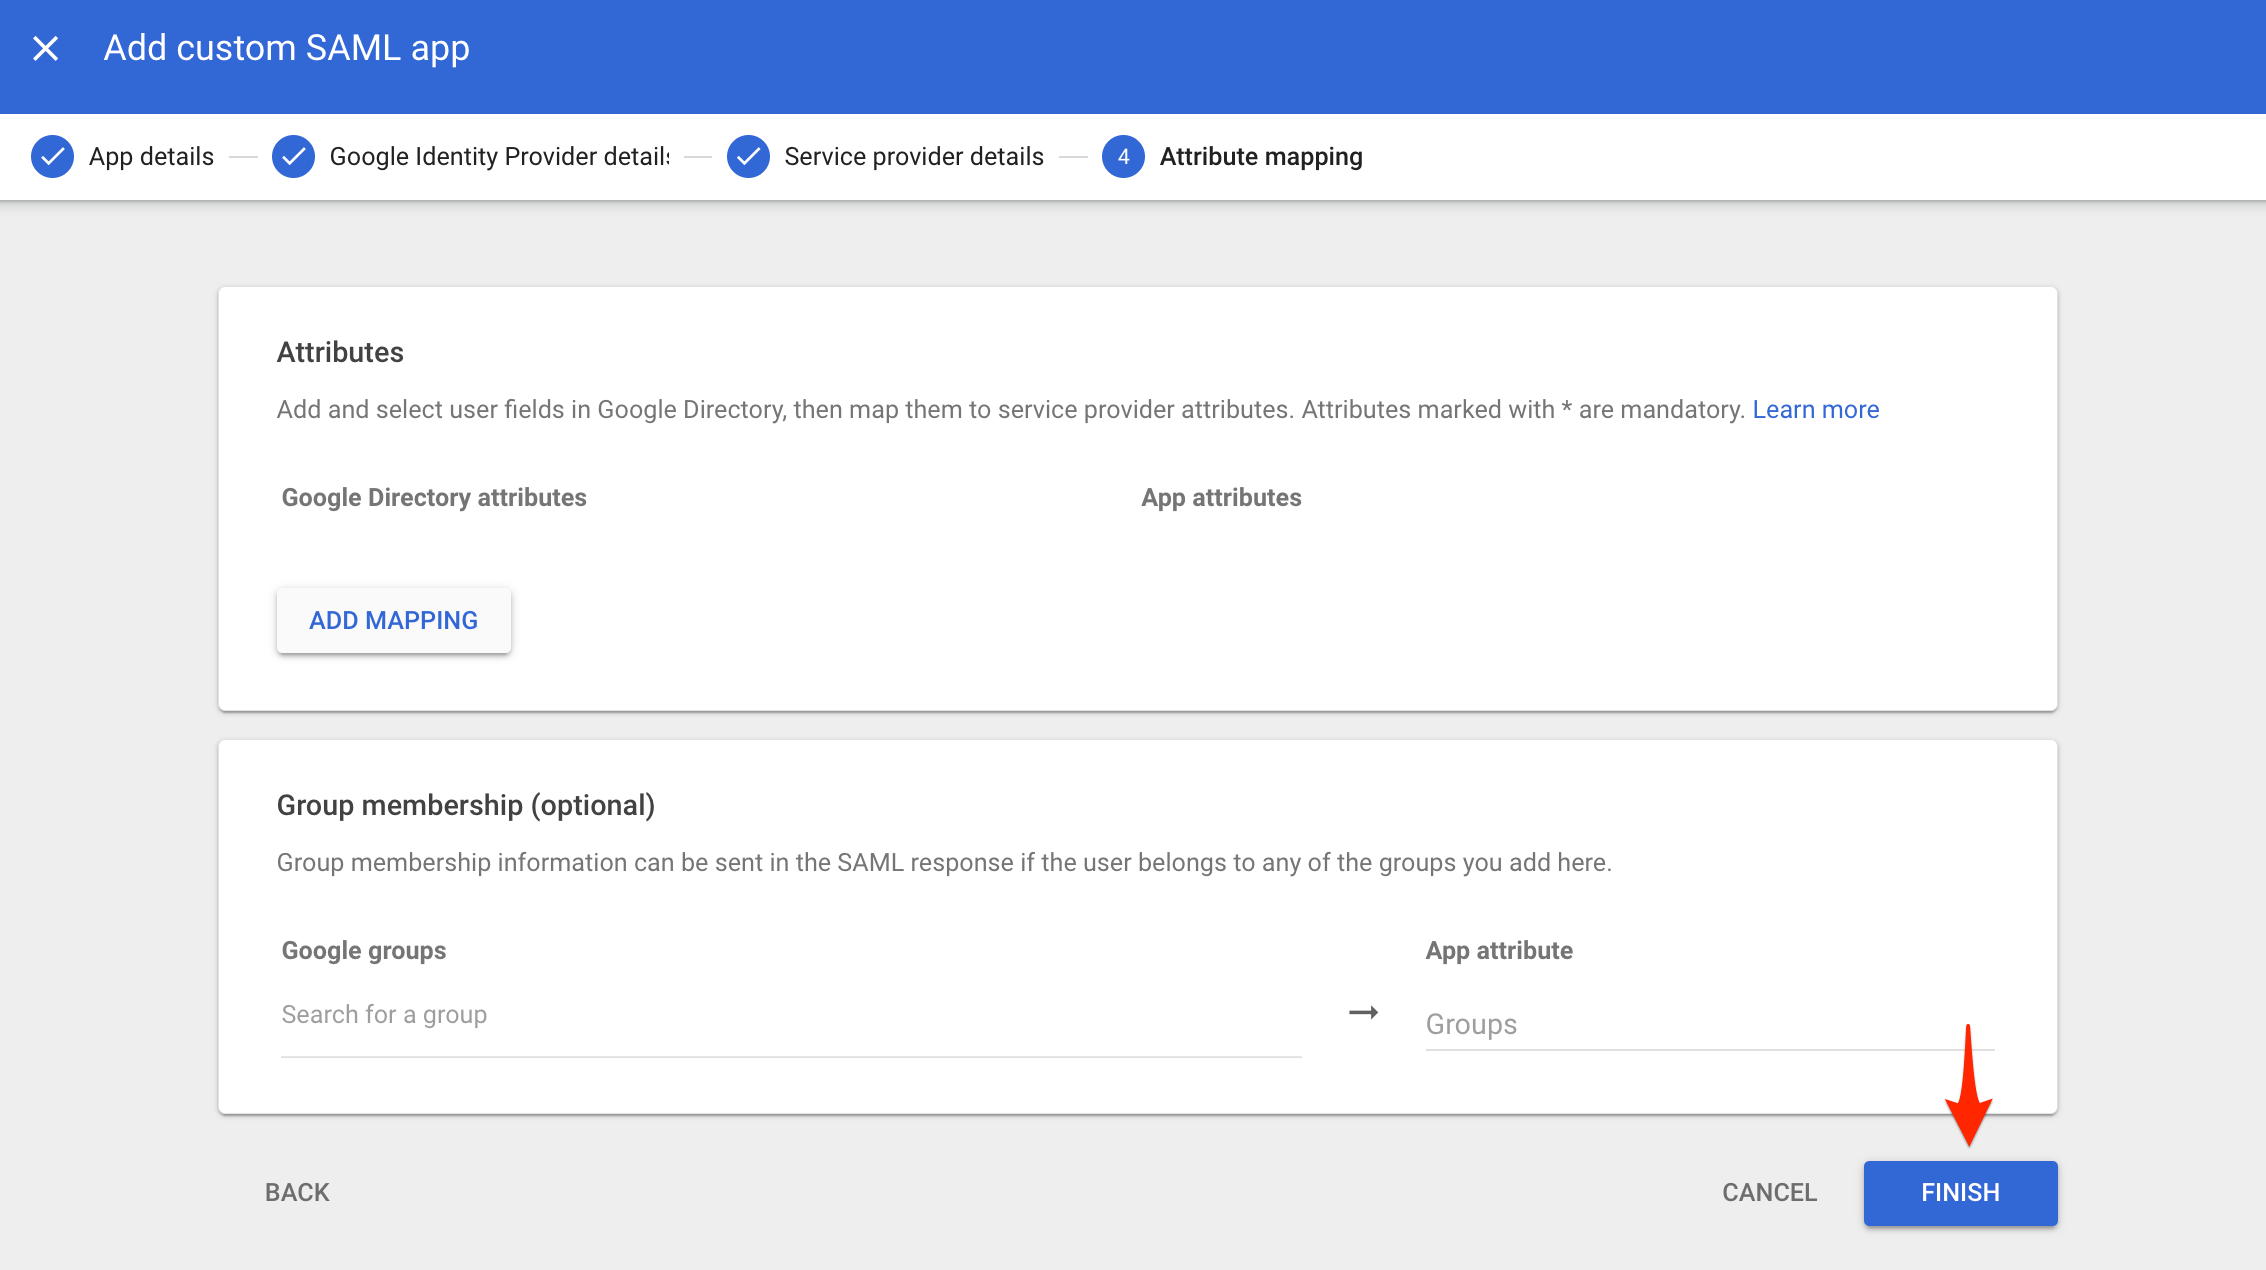 Add custom SAML app
App details
Google Identity Provider details
Service provider details
4
Attribute mapping
Attributes
Add and select user fields in Google Directory, then map them to service provider attributes. Attributes marked with * are mandatory. Learn more
Google Directory attributes
App attributes
ADD MAPPING
Group membership (optional)
Group membership information can be sent in the SAML response if the user belongs to any of the groups you add here.
Google groups
App attribute
Search for a group
Groups
BACK
CANCEL
FINISH